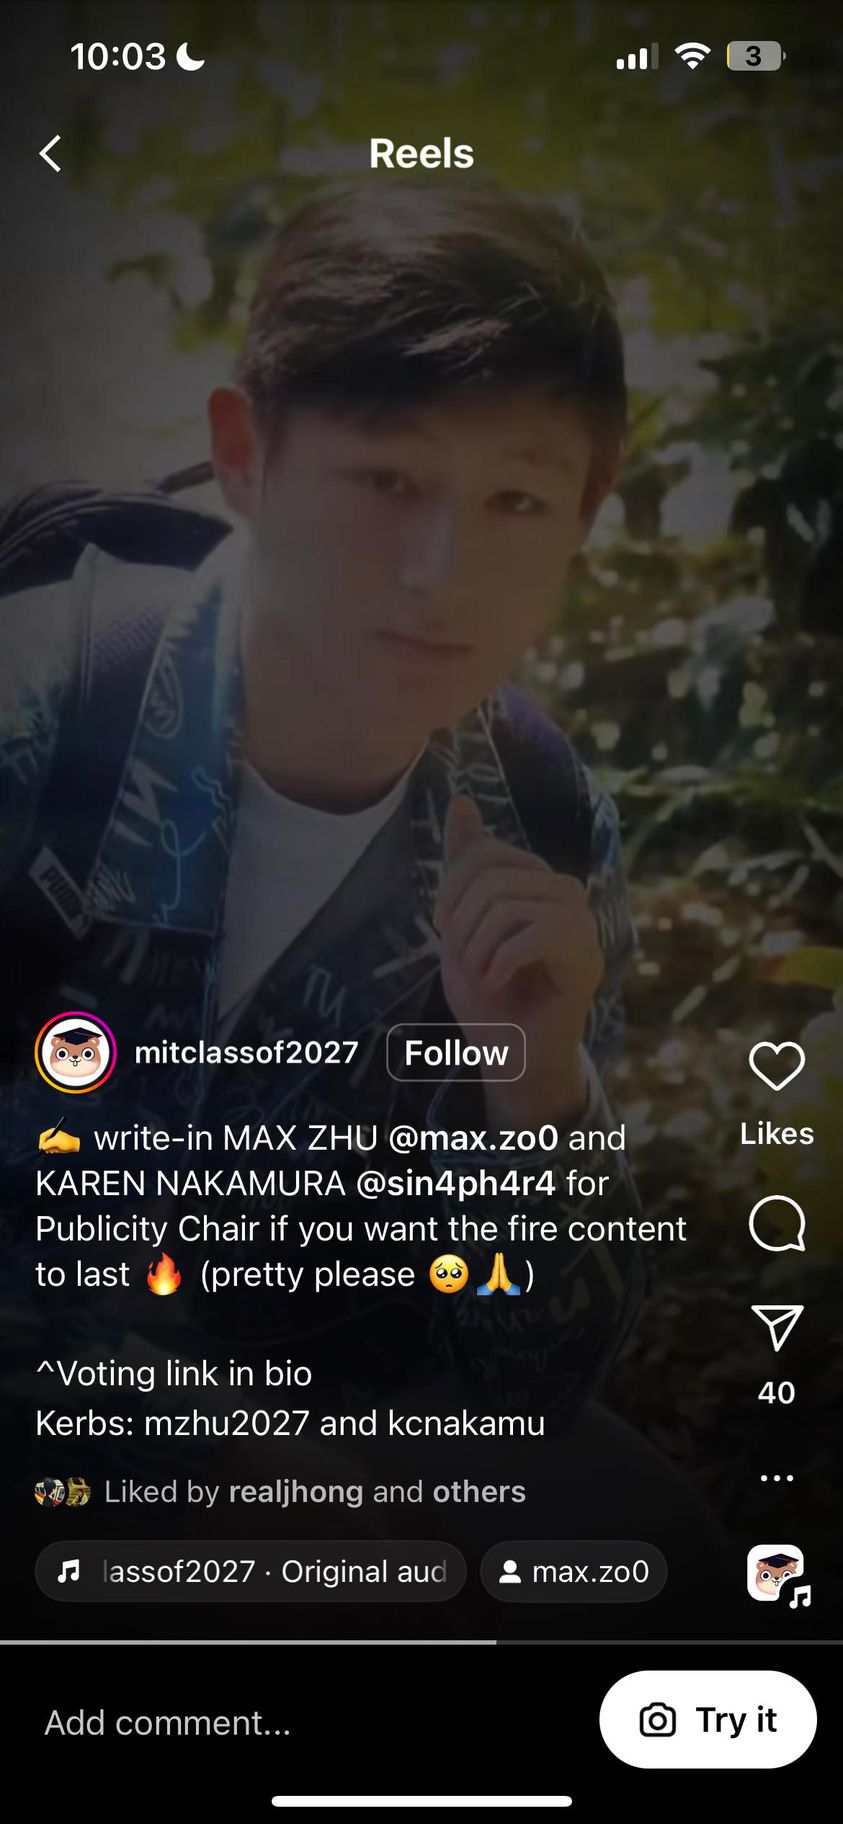 10:03
3
Reels
PUMA
mitclassof2027 Follow
✍️ write-in MAX ZHU @max.zo0 and
KAREN NAKAMURA @sin4ph4r4 for
Publicity Chair if you want the fire content
to last 🔥 (pretty please 🥺🙏)
^Voting link in bio
Kerbs: mzhu2027 and kcnakamu
Liked by realjhong and others
lassof2027 · Original aud
max.zo0
Likes
40
...
Add comment...
Try it